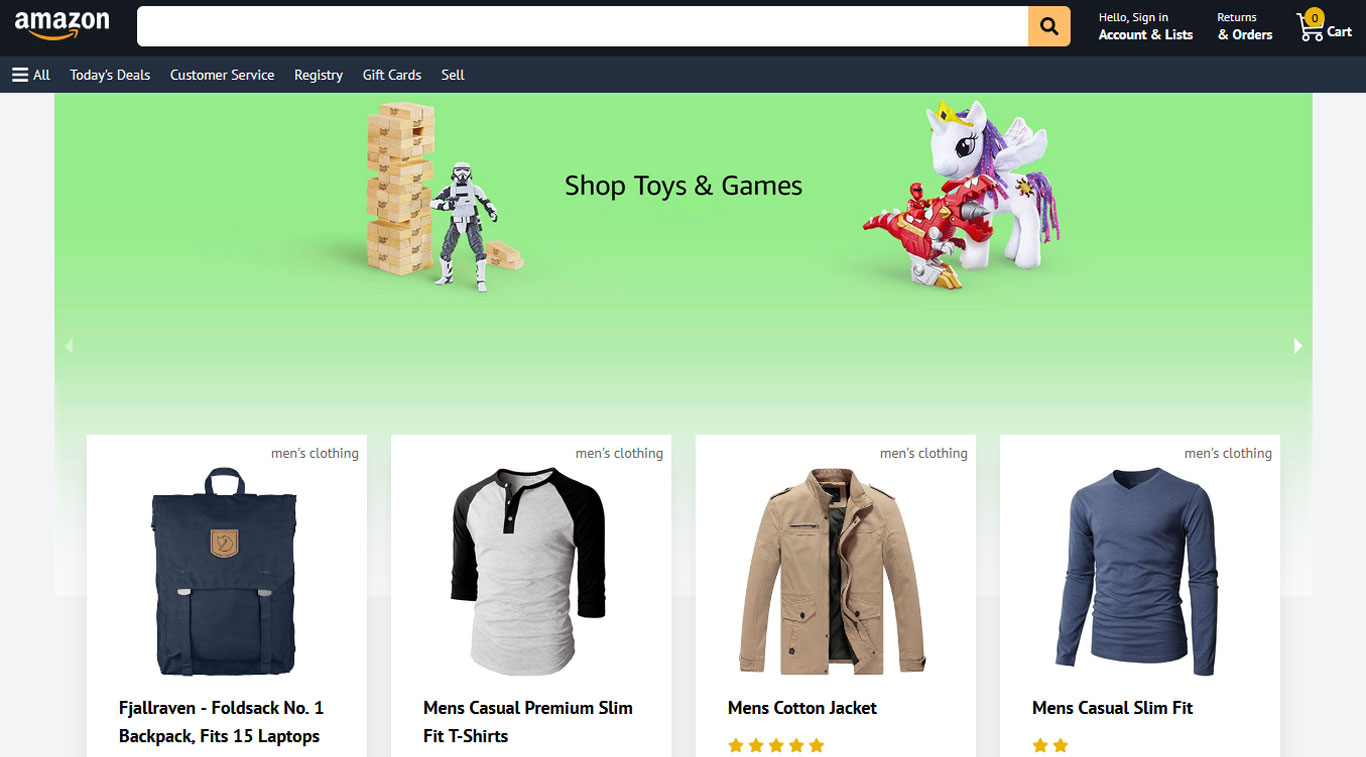 amazon
Hello, Sign in
Account & Lists
Returns
& Orders
0
Cart
All
Today's Deals
Customer Service
Registry
Gift Cards
Sell
Shop Toys & Games
men's clothing
Fjallraven - Foldsack No. 1
Backpack, Fits 15 Laptops
men's clothing
Mens Casual Premium Slim
Fit T-Shirts
men's clothing
Mens Cotton Jacket
men's clothing
Mens Casual Slim Fit